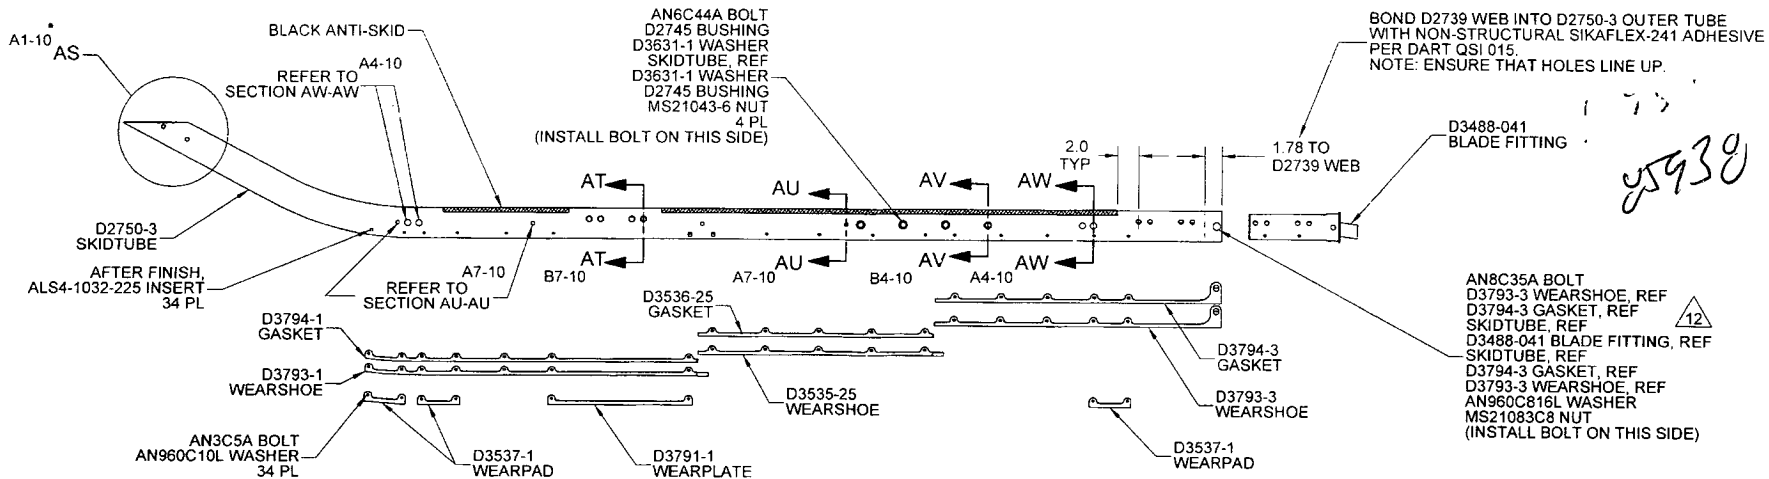 A1-10
AS
BLACK ANTI-SKID
REFER TO
SECTION AW-AW
A4-10
AN6C44A BOLT
D2745 BUSHING
D3631-1 WASHER
SKIDTUBE, REF
D3631-1 WASHER
D2745 BUSHING
MS21043-6 NUT
4 PL
(INSTALL BOLT ON THIS SIDE)
BOND D2739 WEB INTO D2750-3 OUTER TUBE
WITH NON-STRUCTURAL SIKAFLEX-241 ADHESIVE
PER DART QSI 015.
NOTE: ENSURE THAT HOLES LINE UP.
D3488-041
BLADE FITTING
2.0
TYP
1.78 TO
D2739 WEB
AT
AU
AV
AW
D2750-3
SKIDTUBE
AFTER FINISH,
ALS4-1032-225 INSERT
34 PL
REFER TO
SECTION AU-AU
A7-10
AT
B7-10
A7-10
AU
B4-10
AV
A4-10
AW
D3794-1
GASKET
D3793-1
WEARSHOE
D3536-25
GASKET
D3535-25
WEARSHOE
D3794-3
GASKET
D3793-3
WEARSHOE
AN3C5A BOLT
AN960C10L WASHER
34 PL
D3537-1
WEARPAD
D3791-1
WEARPLATE
D3537-1
WEARPAD
AN8C35A BOLT
D3793-3 WEARSHOE, REF
D3794-3 GASKET, REF
SKIDTUBE, REF
D3488-041 BLADE FITTING, REF
SKIDTUBE, REF
D3794-3 GASKET, REF
D3793-3 WEARSHOE, REF
AN960C816L WASHER
MS21083C8 NUT
(INSTALL BOLT ON THIS SIDE)
12